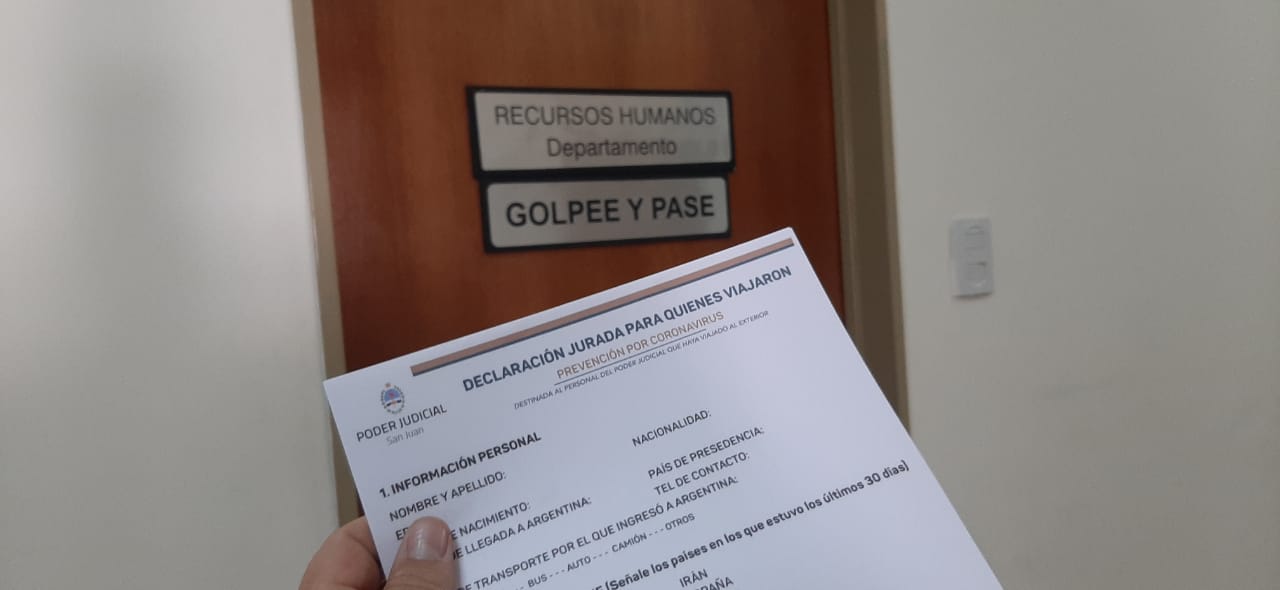 RECURSOS HUMANOS
Departamento
GOLPEE Y PASE
DECLARACIÓN JURADA PARA QUIENES VIAJARON
PREVENCIÓN POR CORONAVIRUS
DESTINADA AL PERSONAL DEL PODER JUDICIAL QUE HAYA VIAJADO AL EXTERIOR
PODER JUDICIAL
San Juan
1. INFORMACIÓN PERSONAL
NOMBRE Y APELLIDO:
NACIONALIDAD:
NACIMIENTO:
PAÍS DE PRESEDENCIA:
DE LLEGADA A ARGENTINA:
TEL DE CONTACTO:
DE TRANSPORTE POR EL QUE INGRESÓ A ARGENTINA:
BUS - - - AUTO - - - CAMIÓN - - - OTROS
(Señale los países en los que estuvo los últimos 30 días)
IRÁN